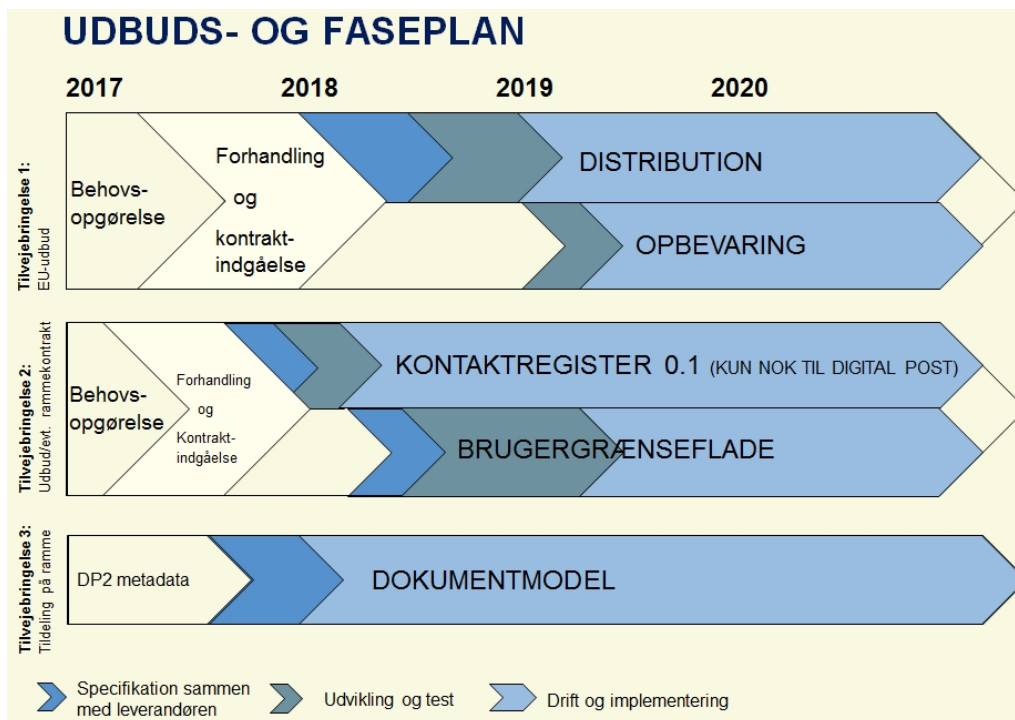 UDBUDS- OG FASEPLAN
2017 2018 2019 2020
Tilvejebringelse 1:
EU-udbud
Behovs-
opgørelse
Forhandling
og
kontrakt-
indgåelse
DISTRIBUTION
OPBEVARING
Tilvejebringelse 2:
Udbud/evt. rammekontrakt
Behovs-
opgørelse
Forhandling
og
Kontrakt-
indgåelse
KONTAKTREGISTER 0.1 (KUN NOK TIL DIGITAL POST)
BRUGERGRÆNSEFLADE
Tilvejebringelse 3:
Tildeling på ramme
DP2 metadata
DOKUMENTMODEL
Specifikation sammen
med leverandøren
Udvikling og test
Drift og implementering